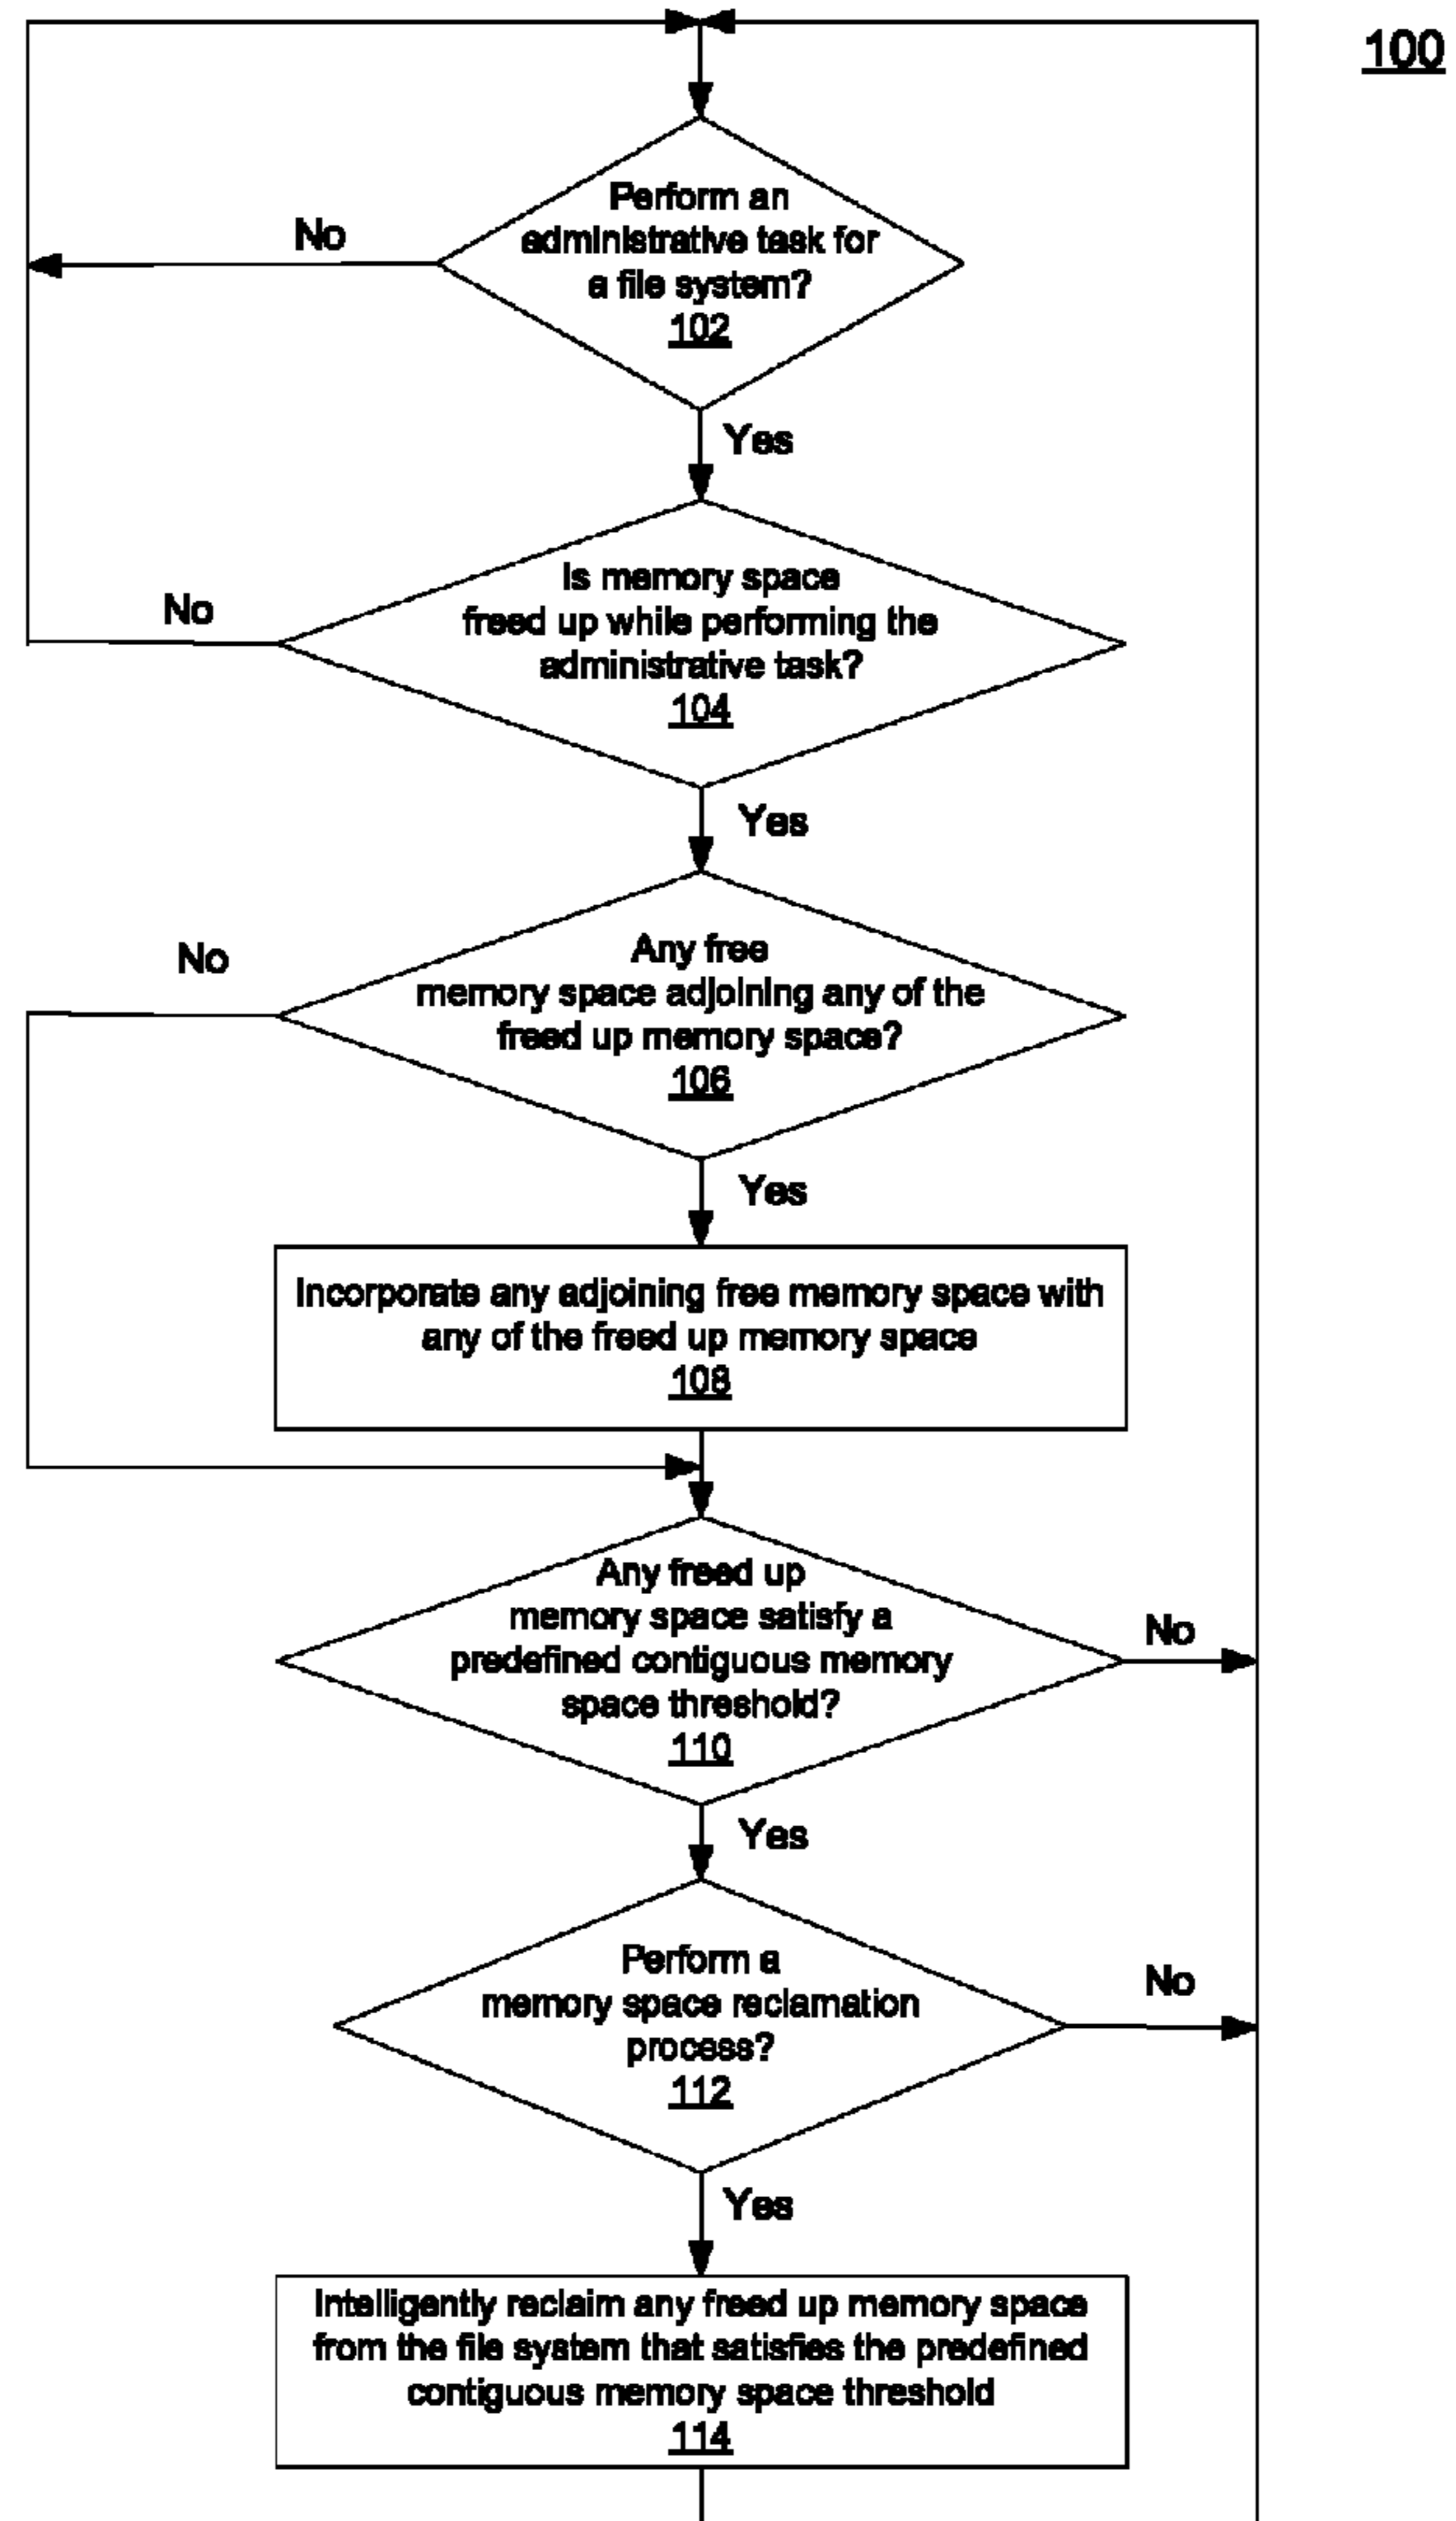 100
Perform an
administrative task for
a file system?
102
No
Yes
Is memory space
freed up while performing the
administrative task?
104
No
Yes
Any free
memory space adjoining any of the
freed up memory space?
106
No
Yes
Incorporate any adjoining free memory space with
any of the freed up memory space
108
Any freed up
memory space satisfy a
predefined contiguous memory
space threshold?
110
No
Yes
Perform a
memory space reclamation
process?
112
No
Yes
Intelligently reclaim any freed up memory space
from the file system that satisfies the predefined
contiguous memory space threshold
114